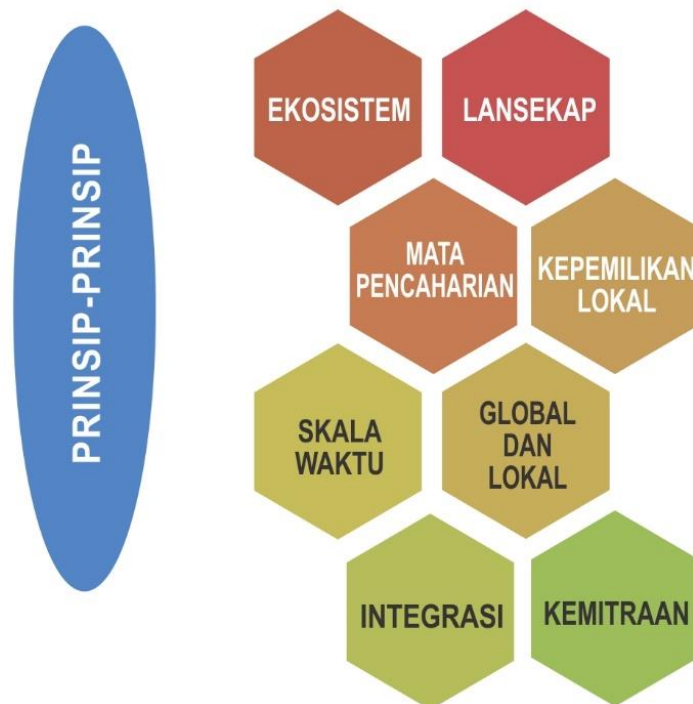 PRINSIP-PRINSIP
EKOSISTEM
LANSEKAP
MATA
PENCAHARIAN
KEPEMILIKAN
LOKAL
SKALA
WAKTU
GLOBAL
DAN
LOKAL
INTEGRASI
KEMITRAAN